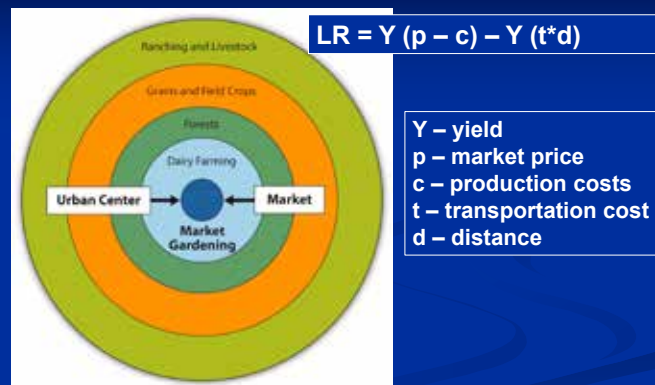 LR = Y (p – c) – Y (t*d)
Ranching and Livestock
Grains and Field Crops
Forests
Dairy Farming
Urban Center
Market
Market
Gardening
Y – yield
p – market price
c – production costs
t – transportation cost
d – distance